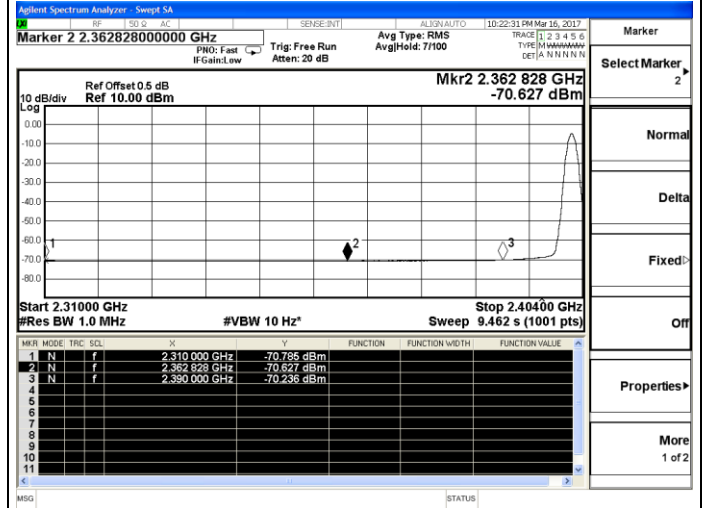 Agilent Spectrum Analyzer - Swept SA
RF 50 Ω AC SENSE:INT ALIGN AUTO 10:22:31 PM Mar 16, 2017
Marker 2 2.362828000000 GHz
PNO: Fast
IFGain:Low
Trig: Free Run
Atten: 20 dB
Avg Type: RMS
Avg|Hold: 7/100
TRACE 1 2 3 4 5 6
TYPE M WWWWW
DET A N N N N N
Ref Offset 0.5 dB
10 dB/div Ref 10.00 dBm
Log
Mkr2 2.362 828 GHz
-70.627 dBm
0.00
-10.0
-20.0
-30.0
-40.0
-50.0
-60.0
-70.0
-80.0
1
2
3
Start 2.31000 GHz Stop 2.40400 GHz
#Res BW 1.0 MHz #VBW 10 Hz* Sweep 9.462 s (1001 pts)
MKR MODE TRC SCL X Y FUNCTION FUNCTION WIDTH FUNCTION VALUE
1 N f 2.310 000 GHz -70.785 dBm
2 N f 2.362 828 GHz -70.627 dBm
3 N f 2.390 000 GHz -70.236 dBm
4
5
6
7
8
9
10
11
MSG STATUS
Marker
Select Marker
2
Normal
Delta
Fixed
Off
Properties
More
1 of 2